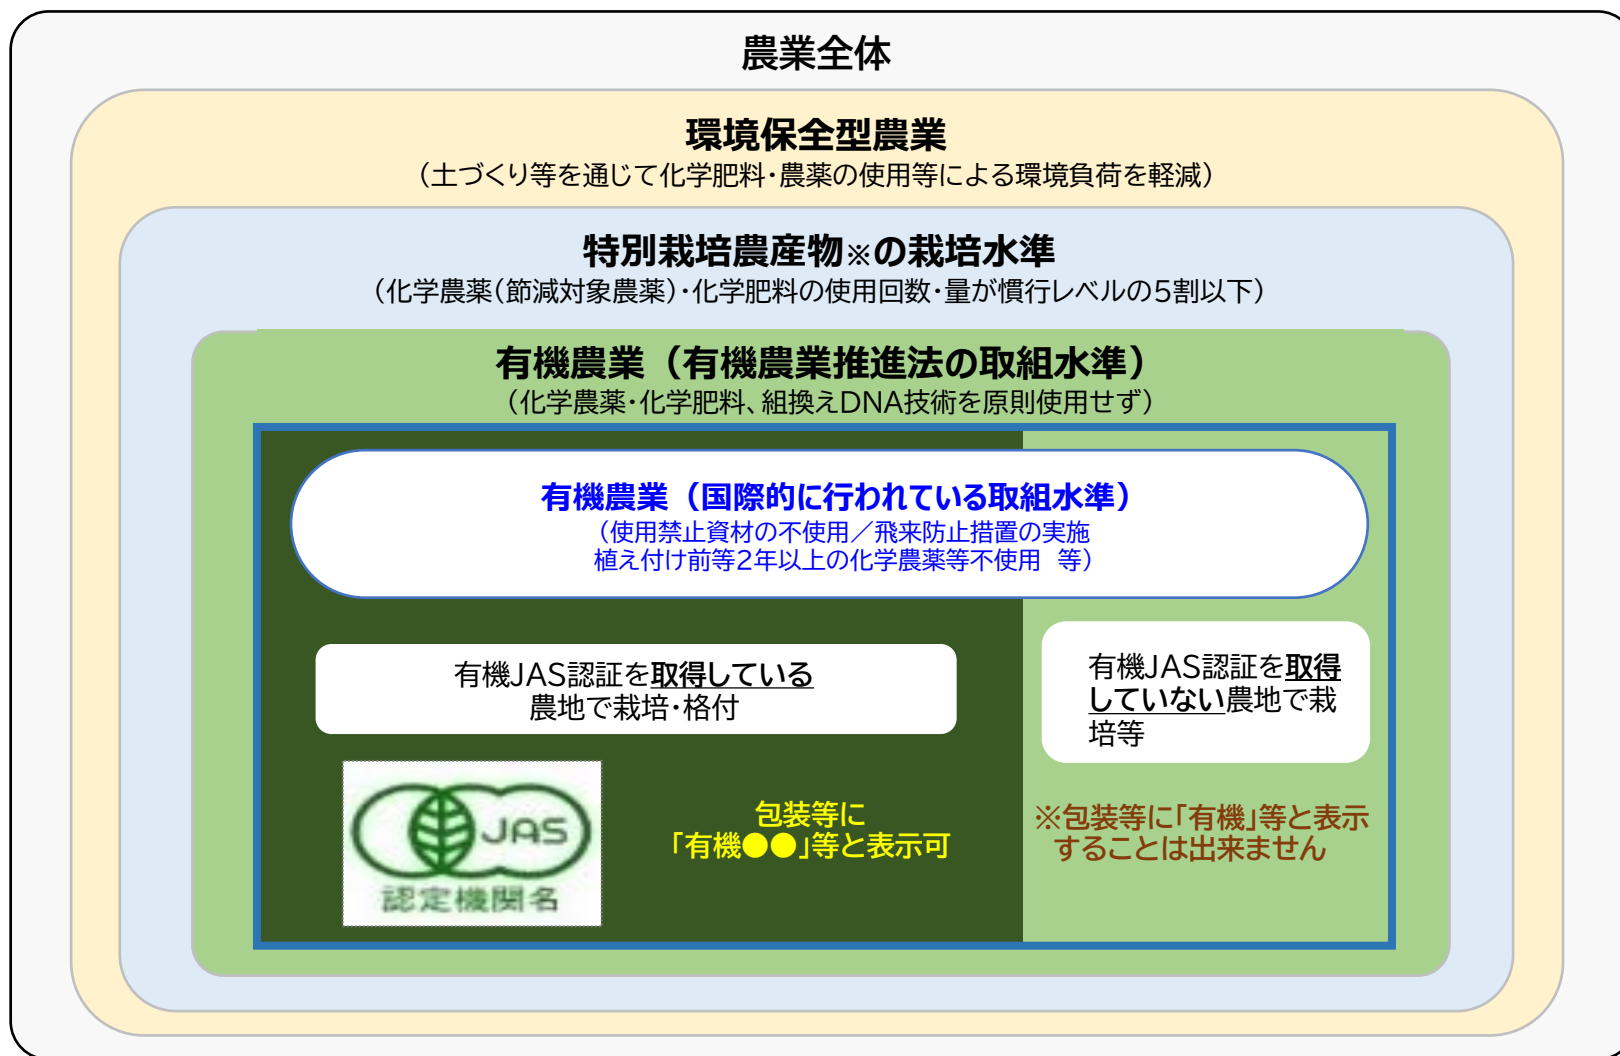 農業全体
環境保全型農業
（土づくり等を通じて化学肥料・農薬の使用等による環境負荷を軽減）
特別栽培農産物※の栽培水準
（化学農薬（節減対象農薬）・化学肥料の使用回数・量が慣行レベルの5割以下）
有機農業（有機農業推進法の取組水準）
（化学農薬・化学肥料、組換えDNA技術を原則使用せず）
有機農業（国際的に行われている取組水準）
（使用禁止資材の不使用／飛来防止措置の実施
植え付け前等2年以上の化学農薬等不使用　等）
有機JAS認証を取得している
農地で栽培・格付
有機JAS認証を取得
していない農地で栽
培等
JAS
認定機関名
包装等に
「有機●●」等と表示可
※包装等に「有機」等と表示
することは出来ません